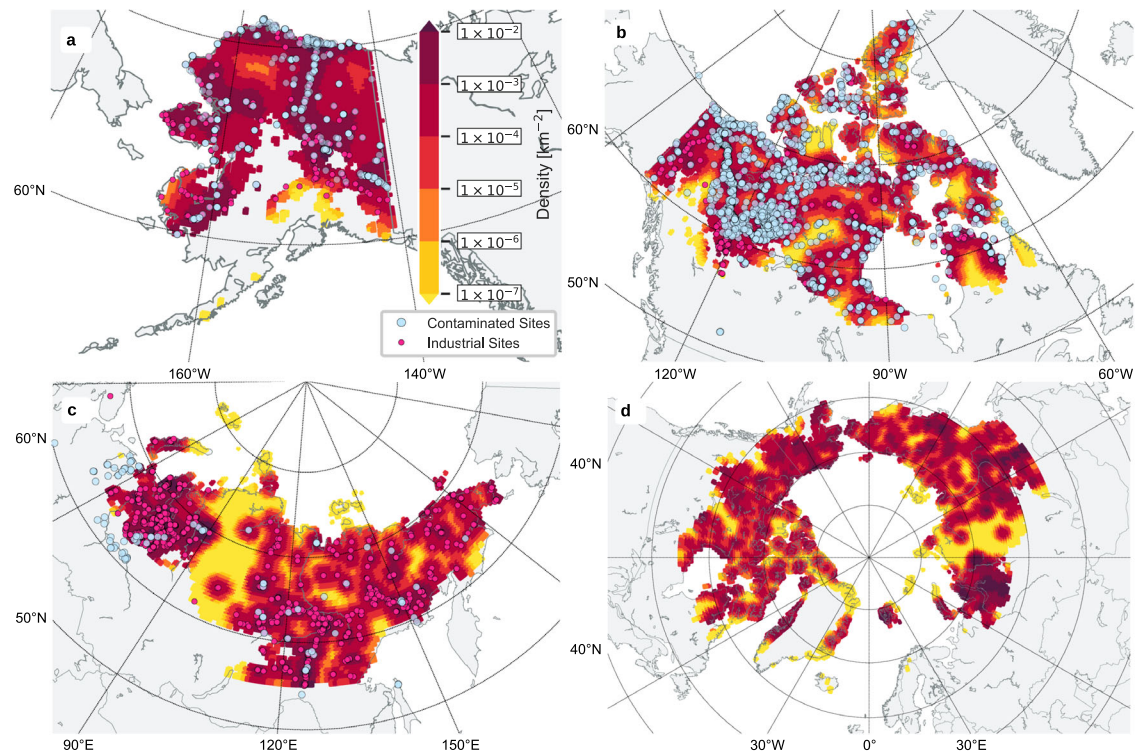 a
1 × 10⁻²
1 × 10⁻³
1 × 10⁻⁴
1 × 10⁻⁵
1 × 10⁻⁶
1 × 10⁻⁷
Density [km⁻²]
Contaminated Sites
Industrial Sites
60°N
160°W
140°W
b
60°N
50°N
120°W
90°W
60°W
c
60°N
50°N
90°E
120°E
150°E
d
40°N
40°N
30°W
0°
30°E